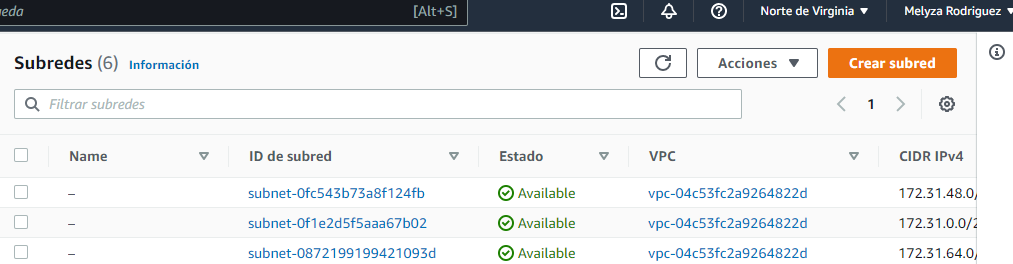 eda [Alt+S] Norte de Virginia Melyza Rodriguez
Subredes (6) Información Acciones Crear subred
Filtrar subredes 1
Name ID de subred Estado VPC CIDR IPv4
– subnet-0fc543b73a8f124fb Available vpc-04c53fc2a9264822d 172.31.48.0/
– subnet-0f1e2d5f5aaa67b02 Available vpc-04c53fc2a9264822d 172.31.0.0/2
– subnet-0872199199421093d Available vpc-04c53fc2a9264822d 172.31.64.0/